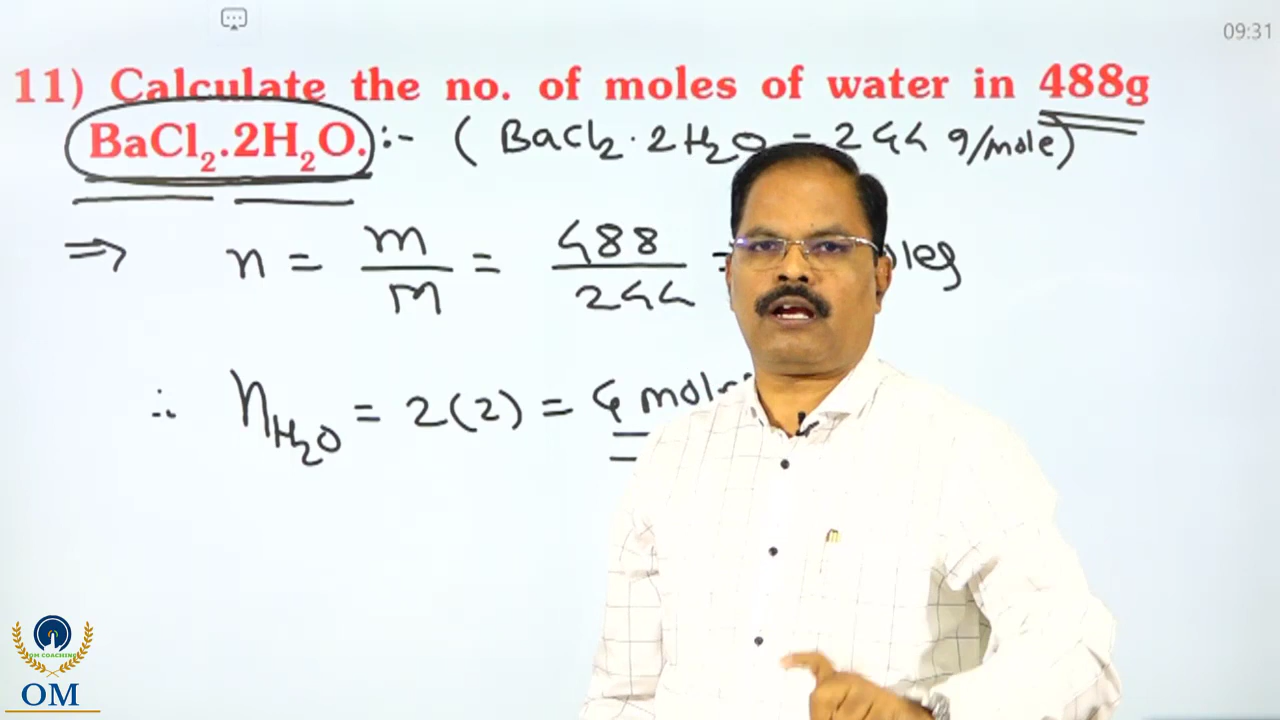 09:31
11) Calculate the no. of moles of water in 488g
BaCl₂.2H₂O. :- ( BaCl₂·2H₂O = 244 g/mole)
⇒ n = m/m = 488/244 =
∴ nH₂O = 2(2) = 4 moles
OM COACHING
OM